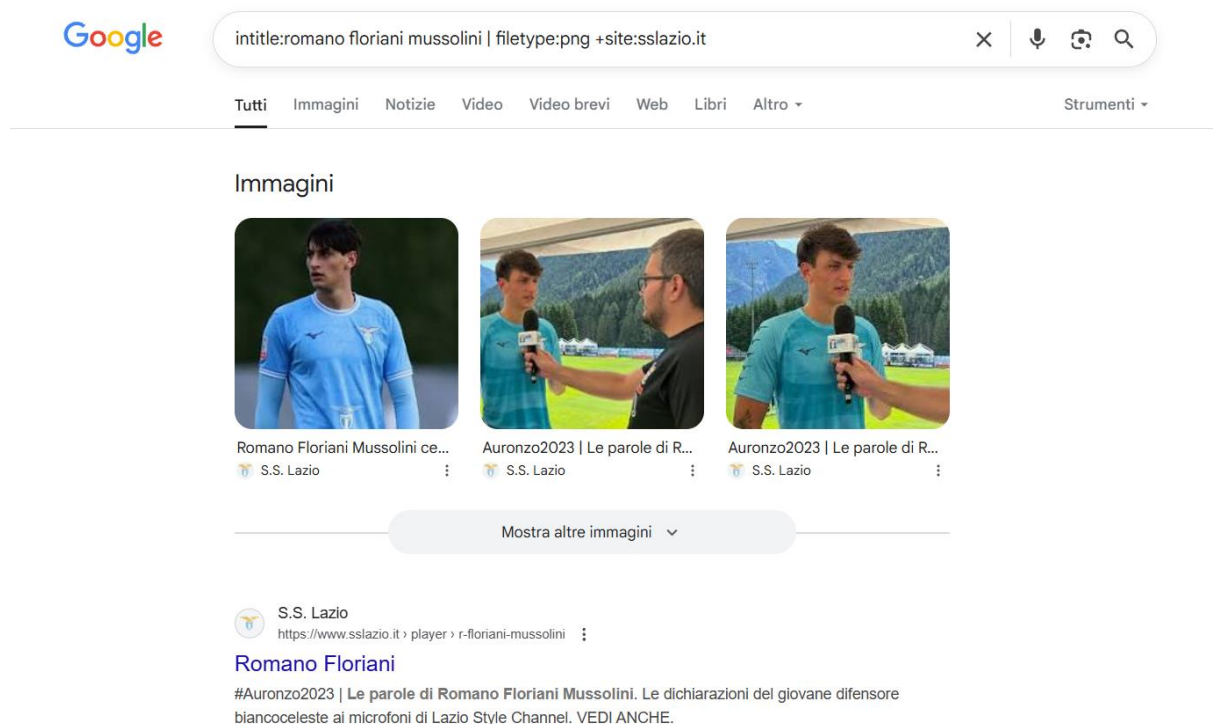 Google
intitle:romano floriani mussolini | filetype:png +site:sslazio.it
Tutti Immagini Notizie Video Video brevi Web Libri Altro Strumenti
Immagini
Romano Floriani Mussolini ce... Auronzo2023 | Le parole di R... Auronzo2023 | Le parole di R...
S.S. Lazio S.S. Lazio S.S. Lazio
Mostra altre immagini
S.S. Lazio
https://www.sslazio.it › player › r-floriani-mussolini
Romano Floriani
#Auronzo2023 | Le parole di Romano Floriani Mussolini. Le dichiarazioni del giovane difensore
biancoceleste ai microfoni di Lazio Style Channel. VEDI ANCHE.